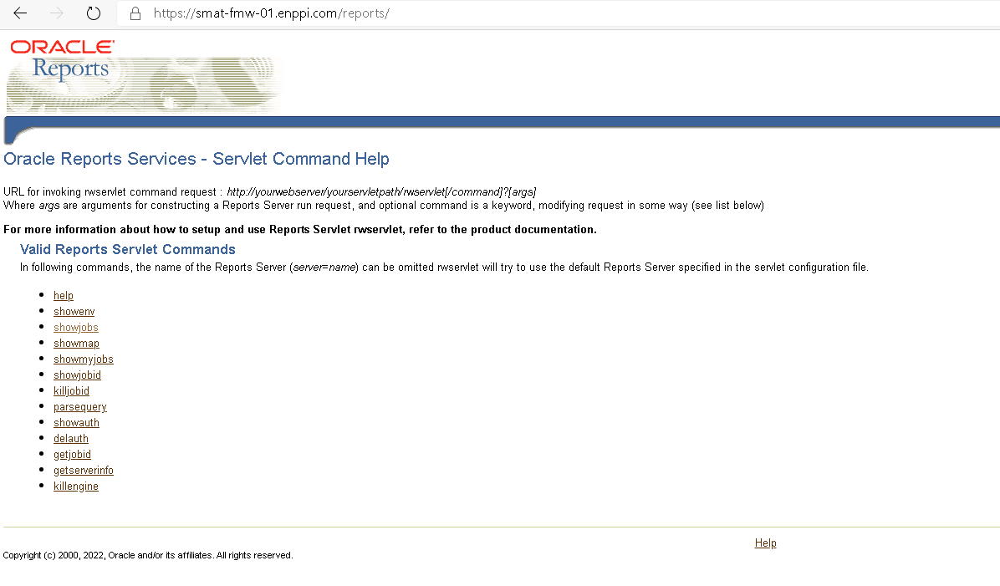 https://smat-fmw-01.enppi.com/reports/
ORACLE
Reports
Oracle Reports Services - Servlet Command Help
URL for invoking rwservlet command request : http://yourwebserver/yourservletpath/rwservlet[/command]?[args]
Where args are arguments for constructing a Reports Server run request, and optional command is a keyword, modifying request in some way (see list below)
For more information about how to setup and use Reports Servlet rwservlet, refer to the product documentation.
Valid Reports Servlet Commands
In following commands, the name of the Reports Server (server=name) can be omitted rwservlet will try to use the default Reports Server specified in the servlet configuration file.
help
showenv
showjobs
showmap
showmyjobs
showjobid
killjobid
parsequery
showauth
delauth
getjobid
getserverinfo
killengine
Help
Copyright (c) 2000, 2022, Oracle and/or its affiliates. All rights reserved.